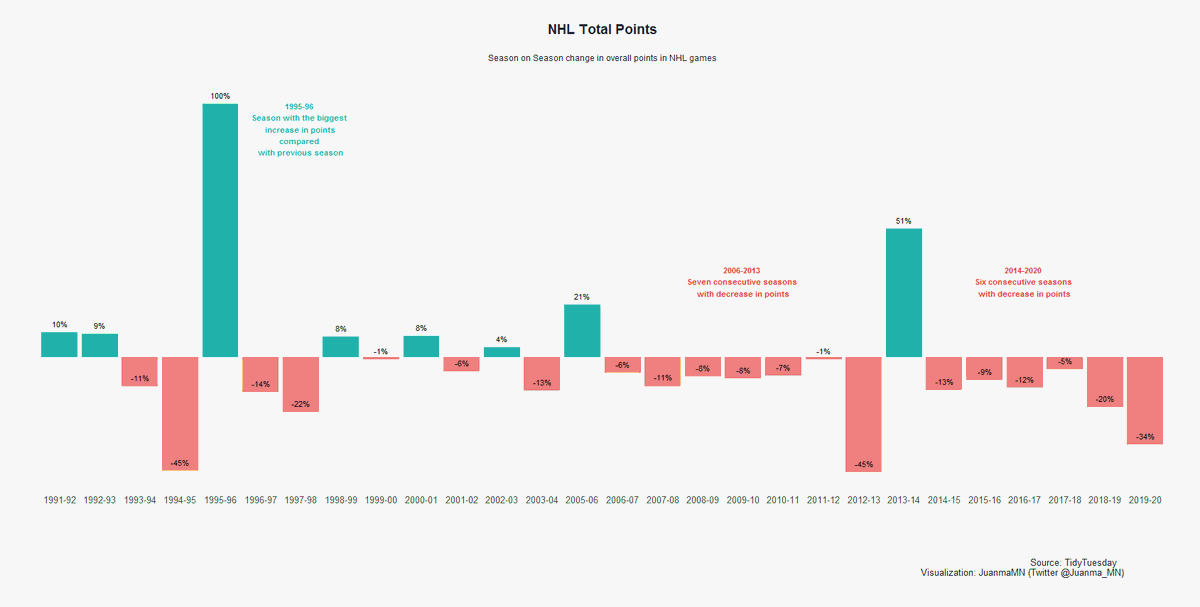 NHL Total Points
Season on Season change in overall points in NHL games
100%
1995-96
Season with the biggest
increase in points
compared
with previous season
51%
2006-2013
Seven consecutive seasons
with decrease in points
2014-2020
Six consecutive seasons
with decrease in points
10% 9% -11% -45% -14% -22% 8% -1% 8% -6% 4% -13% 21% -6% -11% -8% -8% -7% -1% -45% -13% -9% -12% -5% -20% -34%
1991-92 1992-93 1993-94 1994-95 1995-96 1996-97 1997-98 1998-99 1999-00 2000-01 2001-02 2002-03 2003-04 2005-06 2006-07 2007-08 2008-09 2009-10 2010-11 2011-12 2012-13 2013-14 2014-15 2015-16 2016-17 2017-18 2018-19 2019-20
Source: TidyTuesday
Visualization: JuanmaMN (Twitter @Juanma_MN)